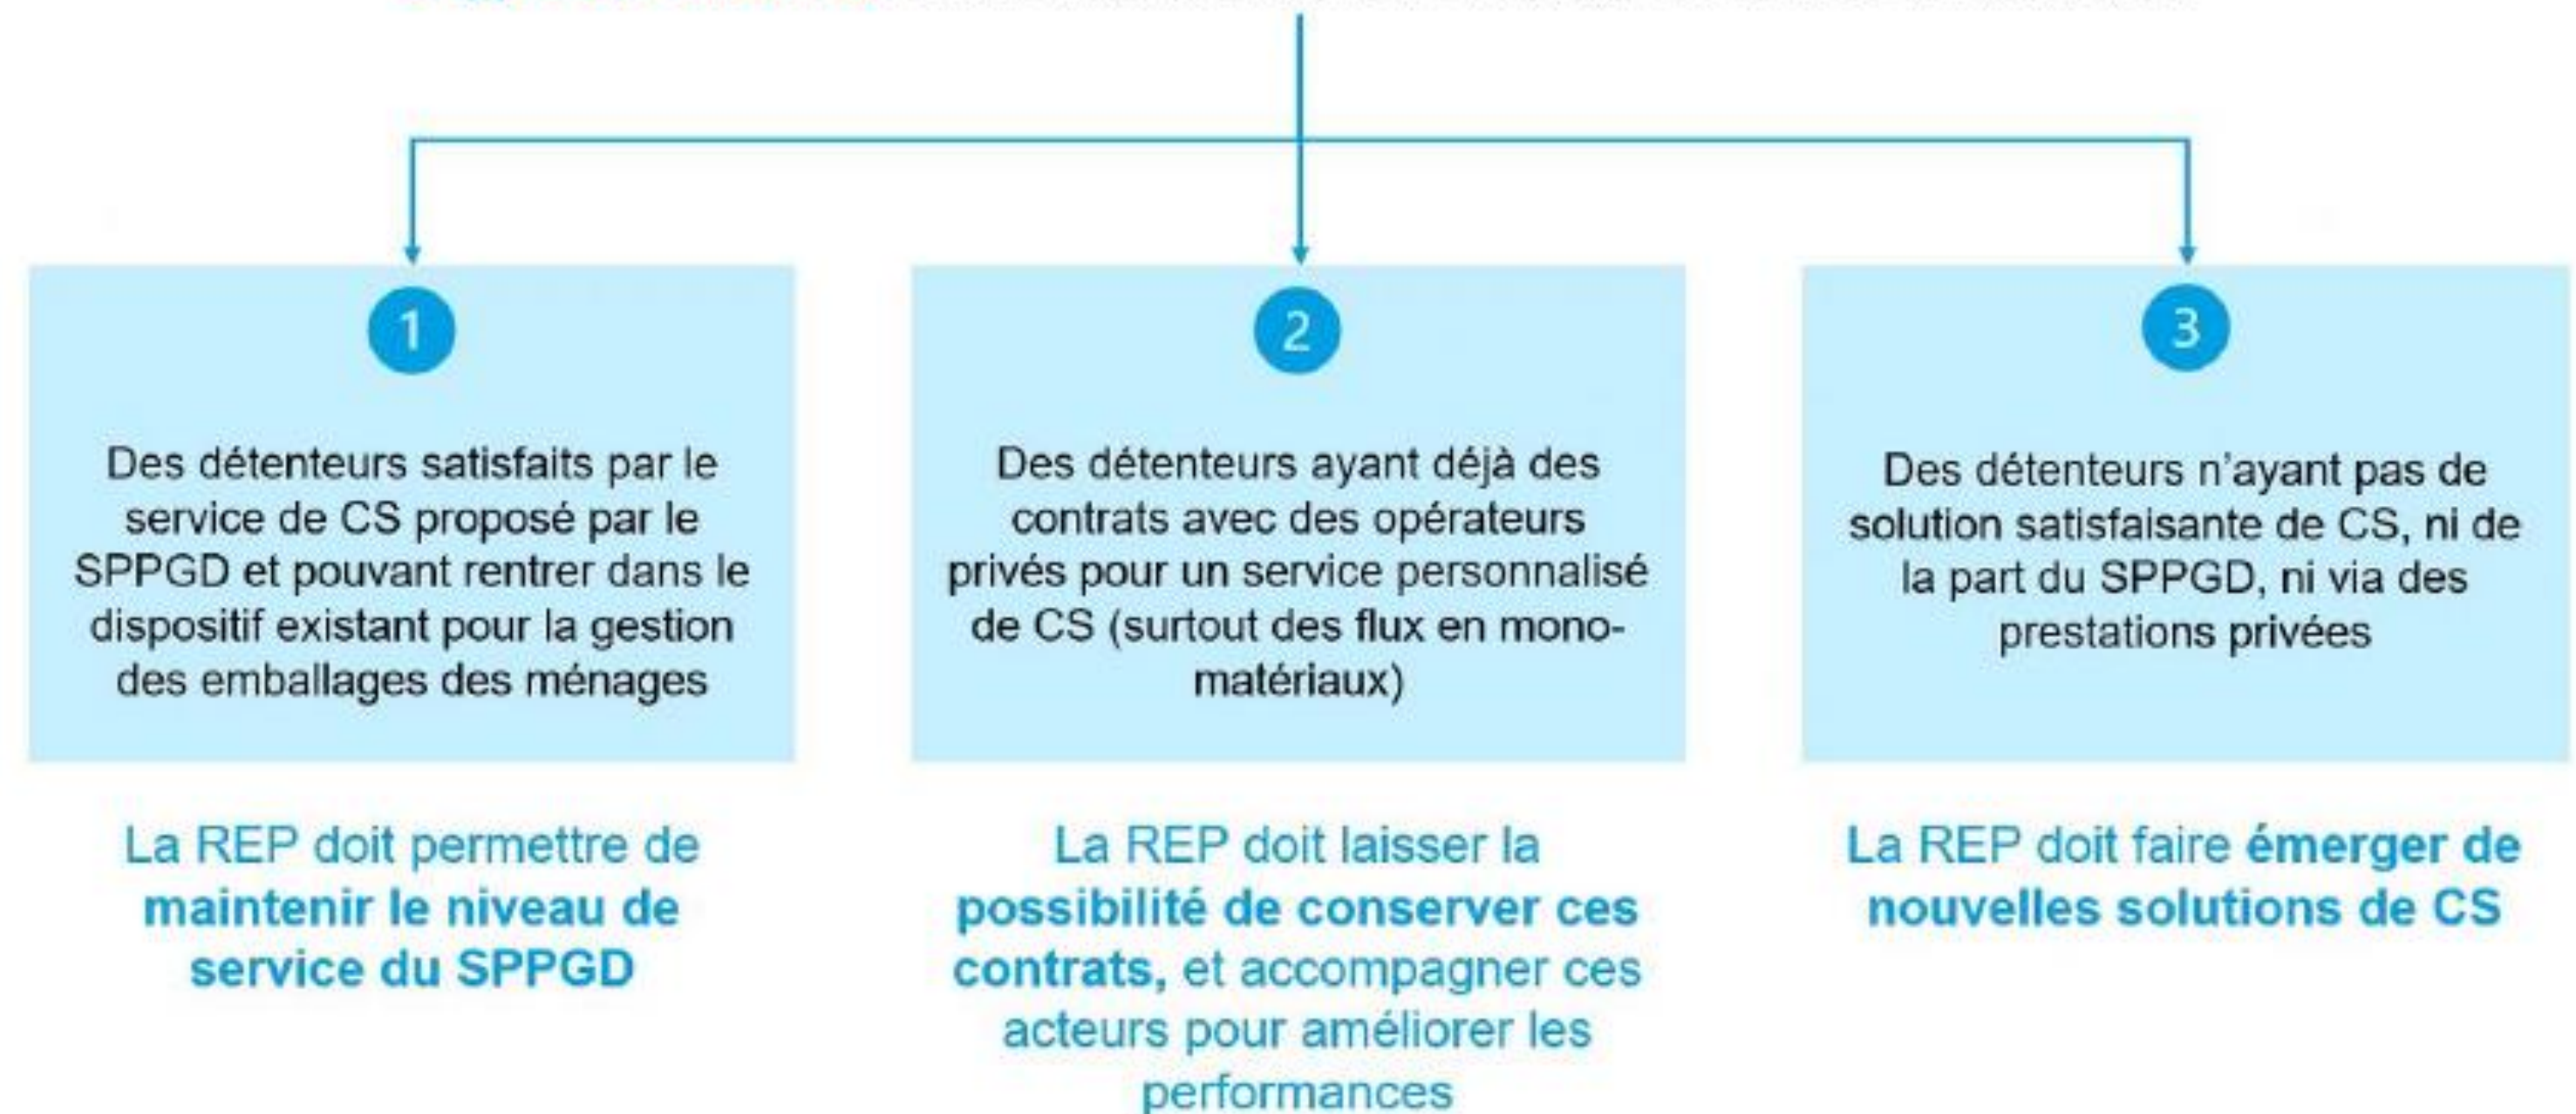 1
Des détenteurs satisfaits par le
service de CS proposé par le
SPPGD et pouvant rentrer dans le
dispositif existant pour la gestion
des emballages des ménages
La REP doit permettre de
maintenir le niveau de
service du SPPGD
2
Des détenteurs ayant déjà des
contrats avec des opérateurs
privés pour un service personnalisé
de CS (surtout des flux en mono-
matériaux)
La REP doit laisser la
possibilité de conserver ces
contrats, et accompagner ces
acteurs pour améliorer les
performances
3
Des détenteurs n'ayant pas de
solution satisfaisante de CS, ni de
la part du SPPGD, ni via des
prestations privées
La REP doit faire émerger de
nouvelles solutions de CS